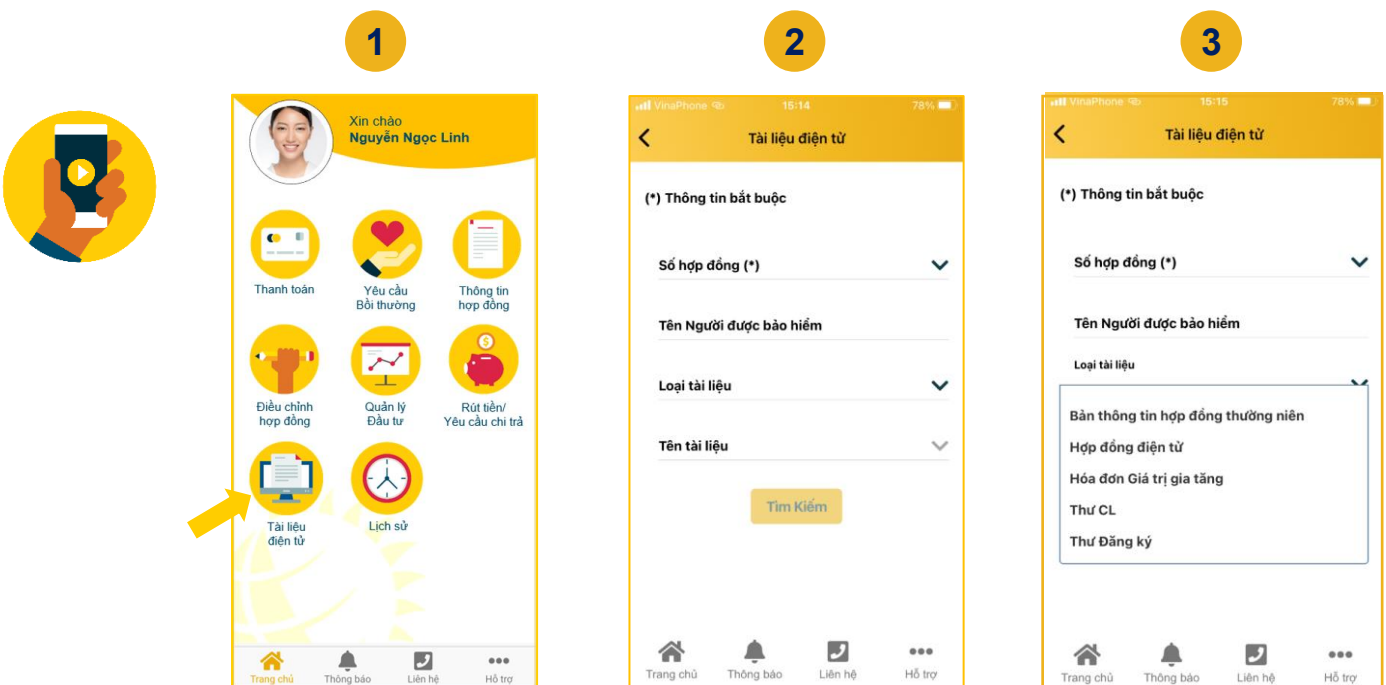 1
2
3
Xin chào
Nguyễn Ngọc Linh
Thanh toán
Yêu cầu
Bồi thường
Thông tin
hợp đồng
Điều chỉnh
hợp đồng
Quản lý
Đầu tư
Rút tiền/
Yêu cầu chi trả
Tài liệu
điện tử
Lịch sử
Trang chủ
Thông báo
Liên hệ
Hỗ trợ
VinaPhone
15:14
78%
Tài liệu điện tử
(*) Thông tin bắt buộc
Số hợp đồng (*)
Tên Người được bảo hiểm
Loại tài liệu
Tên tài liệu
Tìm Kiếm
Trang chủ
Thông báo
Liên hệ
Hỗ trợ
VinaPhone
15:15
78%
Tài liệu điện tử
(*) Thông tin bắt buộc
Số hợp đồng (*)
Tên Người được bảo hiểm
Loại tài liệu
Bản thông tin hợp đồng thường niên
Hợp đồng điện tử
Hóa đơn Giá trị gia tăng
Thư CL
Thư Đăng ký
Trang chủ
Thông báo
Liên hệ
Hỗ trợ